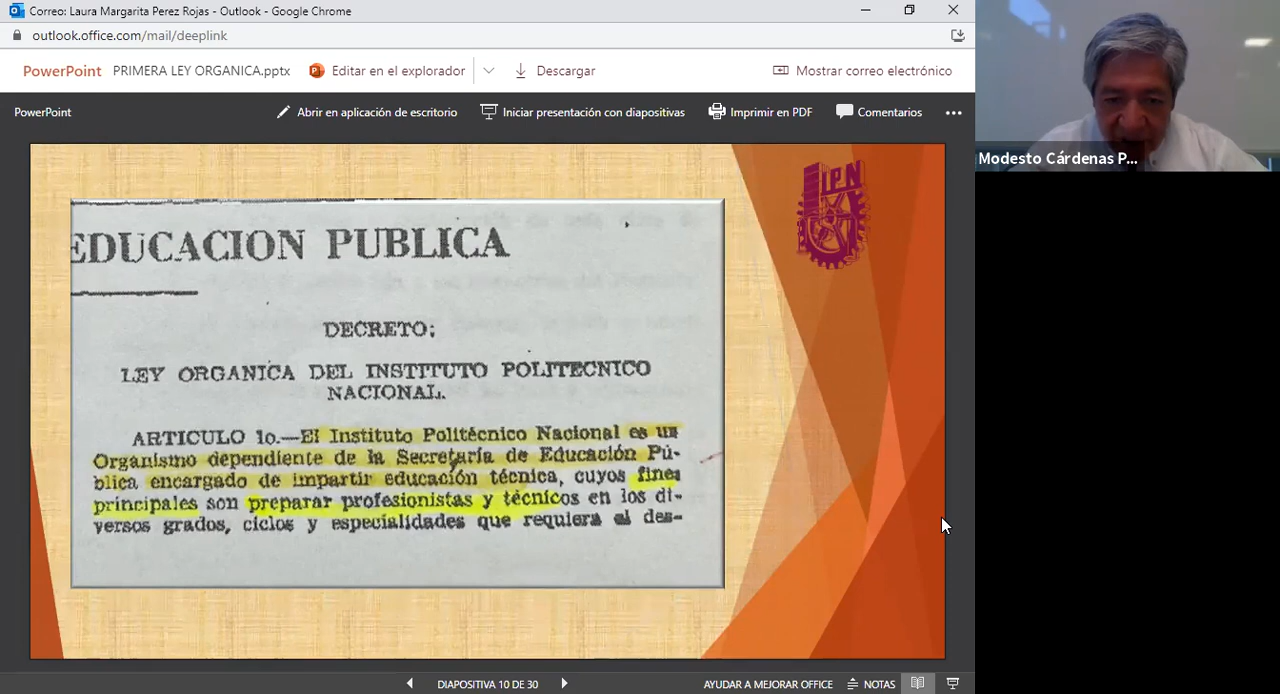 Correo: Laura Margarita Perez Rojas - Outlook - Google Chrome
outlook.office.com/mail/deeplink
PowerPoint PRIMERA LEY ORGANICA.pptx Editar en el explorador Descargar Mostrar correo electrónico
PowerPoint Abrir en aplicación de escritorio Iniciar presentación con diapositivas Imprimir en PDF Comentarios
Modesto Cárdenas P...
IPN
EDUCACION PUBLICA
DECRETO:
LEY ORGANICA DEL INSTITUTO POLITECNICO
NACIONAL.
ARTICULO 1o.—El Instituto Politécnico Nacional es un
Organismo dependiente de la Secretaría de Educación Pú-
blica encargado de impartir educación técnica, cuyos fines
principales son preparar profesionistas y técnicos en los di-
versos grados, ciclos y especialidades que requiera el des-
DIAPOSITIVA 10 DE 30 AYUDAR A MEJORAR OFFICE NOTAS